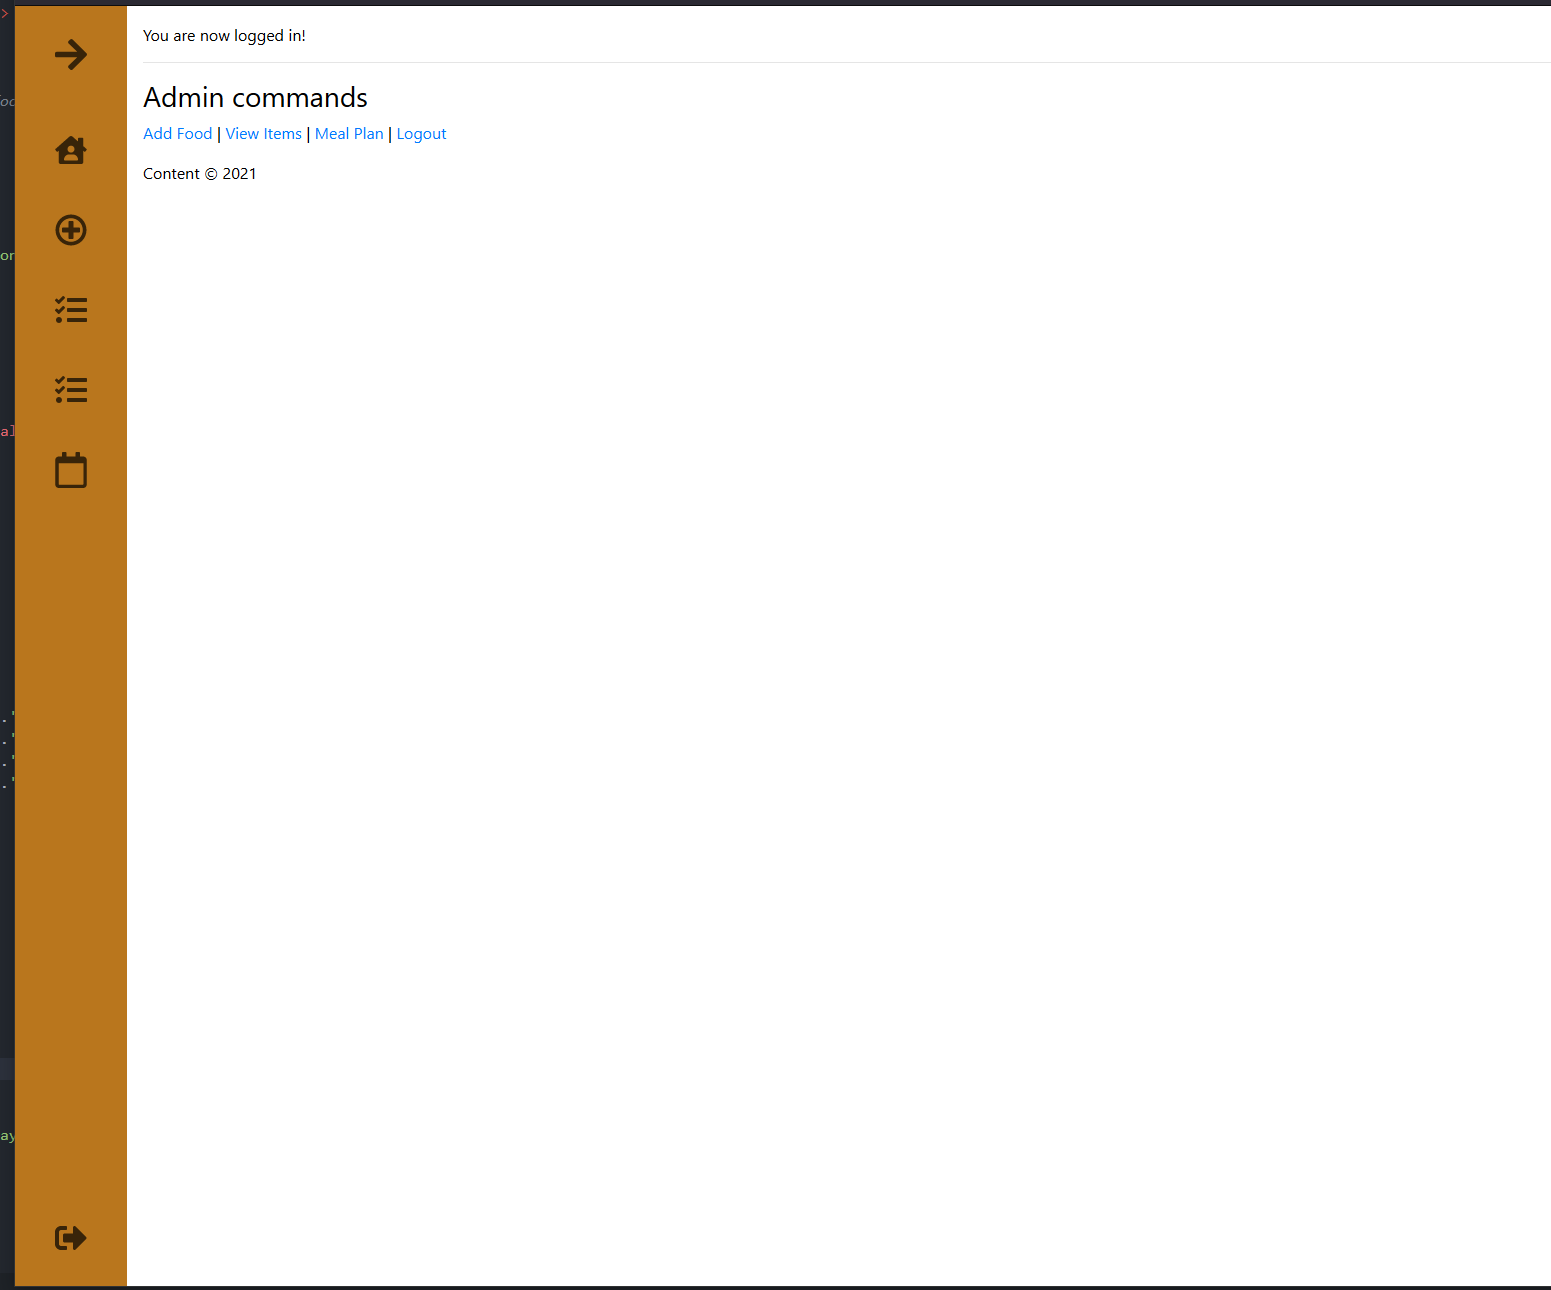 You are now logged in!
Admin commands
Add Food | View Items | Meal Plan | Logout
Content © 2021